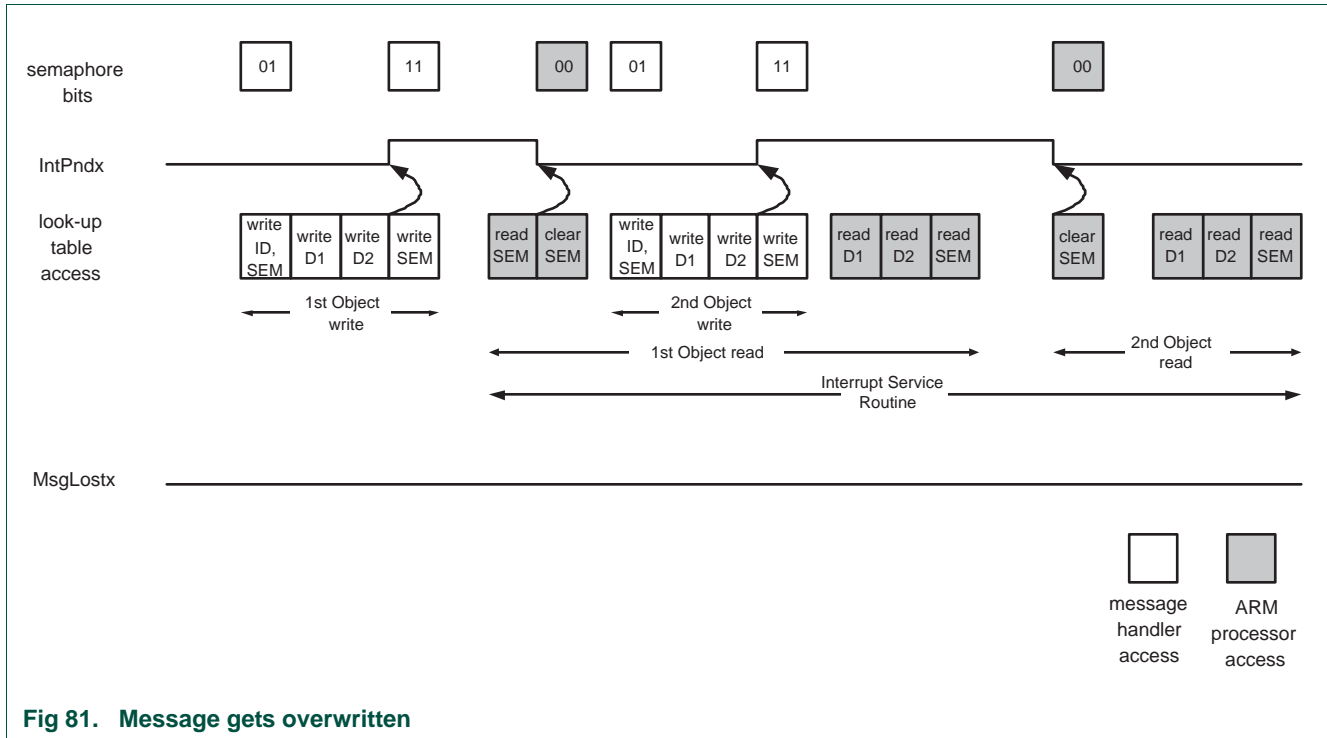 semaphore
bits
01
11
00
01
11
00
IntPndx
look-up
table
access
write
ID,
SEM
write
D1
write
D2
write
SEM
read
SEM
clear
SEM
write
ID,
SEM
write
D1
write
D2
write
SEM
read
D1
read
D2
read
SEM
clear
SEM
read
D1
read
D2
read
SEM
1st Object
write
2nd Object
write
1st Object read
2nd Object
read
Interrupt Service
Routine
MsgLostx
message
handler
access
ARM
processor
access
Fig 81. Message gets overwritten